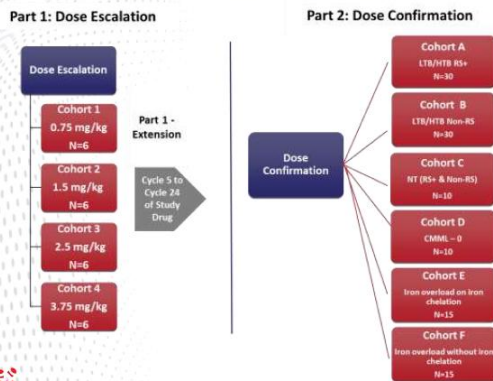 Part 1: Dose Escalation
Dose Escalation
Cohort 1
0.75 mg/kg
N=6
Cohort 2
1.5 mg/kg
N=6
Cohort 3
2.5 mg/kg
N=6
Cohort 4
3.75 mg/kg
N=6
Part 1 -
Extension
Cycle 5 to
Cycle 24
of Study
Drug
Part 2: Dose Confirmation
Dose
Confirmation
Cohort A
LTB/HTB RS+
N=30
Cohort B
LTB/HTB Non-RS
N=30
Cohort C
NT (RS+ & Non-RS)
N=10
Cohort D
CMML – 0
N=10
Cohort E
Iron overload on iron
chelation
N=15
Cohort F
Iron overload without iron
chelation
N=15